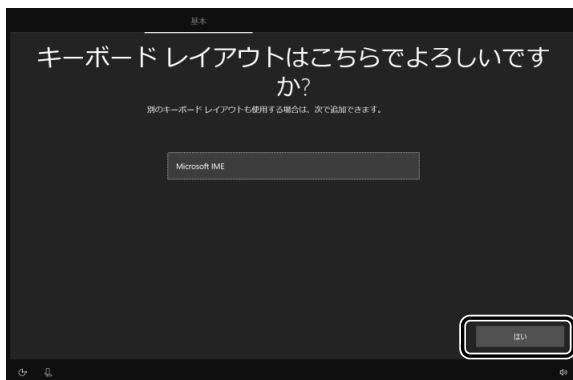 基本
キーボード レイアウトはこちらでよろしいです
か?
別のキーボード レイアウトも使用する場合は、次で追加できます。
Microsoft IME
はい